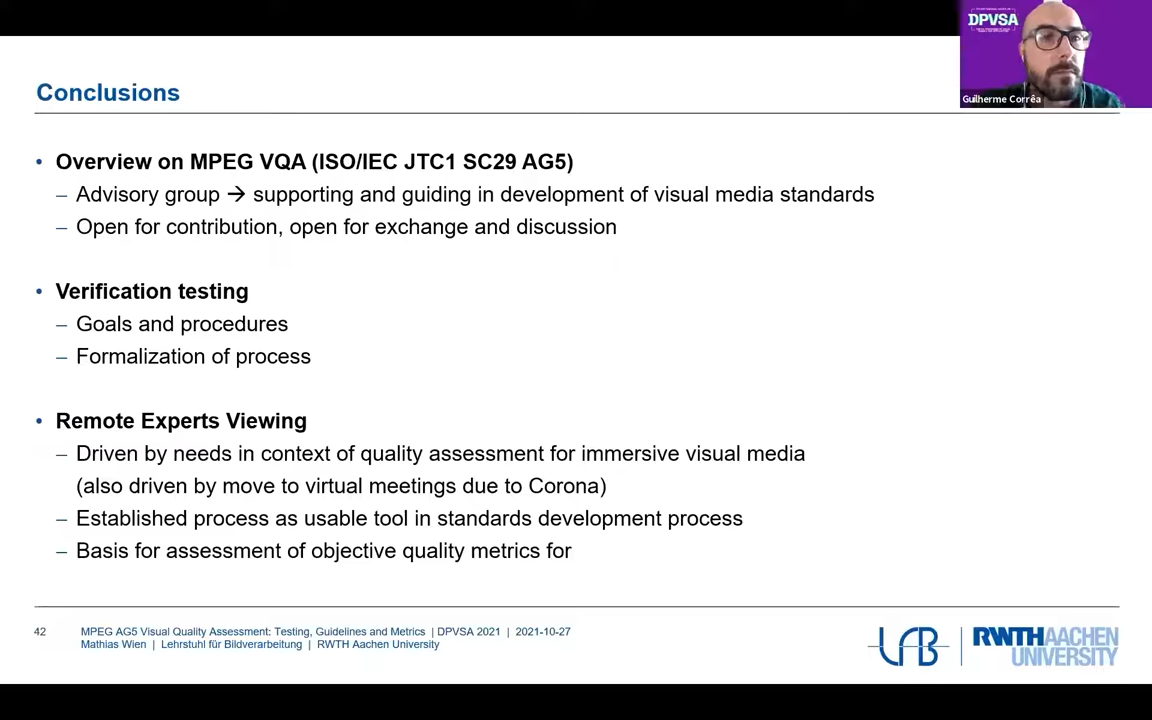 DPVSA
Guilherme Corrêa
Conclusions
• Overview on MPEG VQA (ISO/IEC JTC1 SC29 AG5)
– Advisory group → supporting and guiding in development of visual media standards
– Open for contribution, open for exchange and discussion
• Verification testing
– Goals and procedures
– Formalization of process
• Remote Experts Viewing
– Driven by needs in context of quality assessment for immersive visual media
(also driven by move to virtual meetings due to Corona)
– Established process as usable tool in standards development process
– Basis for assessment of objective quality metrics for
42
MPEG AG5 Visual Quality Assessment: Testing, Guidelines and Metrics | DPVSA 2021 | 2021-10-27
Mathias Wien | Lehrstuhl für Bildverarbeitung | RWTH Aachen University
LFB
RWTHAACHEN
UNIVERSITY